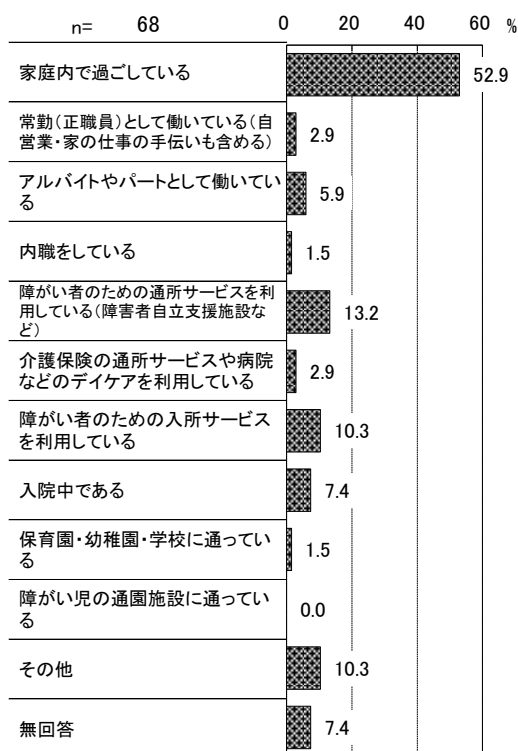 n= 68
0 20 40 60 %
家庭内で過ごしている
52.9
常勤(正職員)として働いている(自
営業・家の仕事の手伝いも含める)
2.9
アルバイトやパートとして働いてい
る
5.9
内職をしている
1.5
障がい者のための通所サービスを利
用している(障害者自立支援施設な
ど)
13.2
介護保険の通所サービスや病院
などのデイケアを利用している
2.9
障がい者のための入所サービス
を利用している
10.3
入院中である
7.4
保育園・幼稚園・学校に通ってい
る
1.5
障がい児の通園施設に通ってい
る
0.0
その他
10.3
無回答
7.4